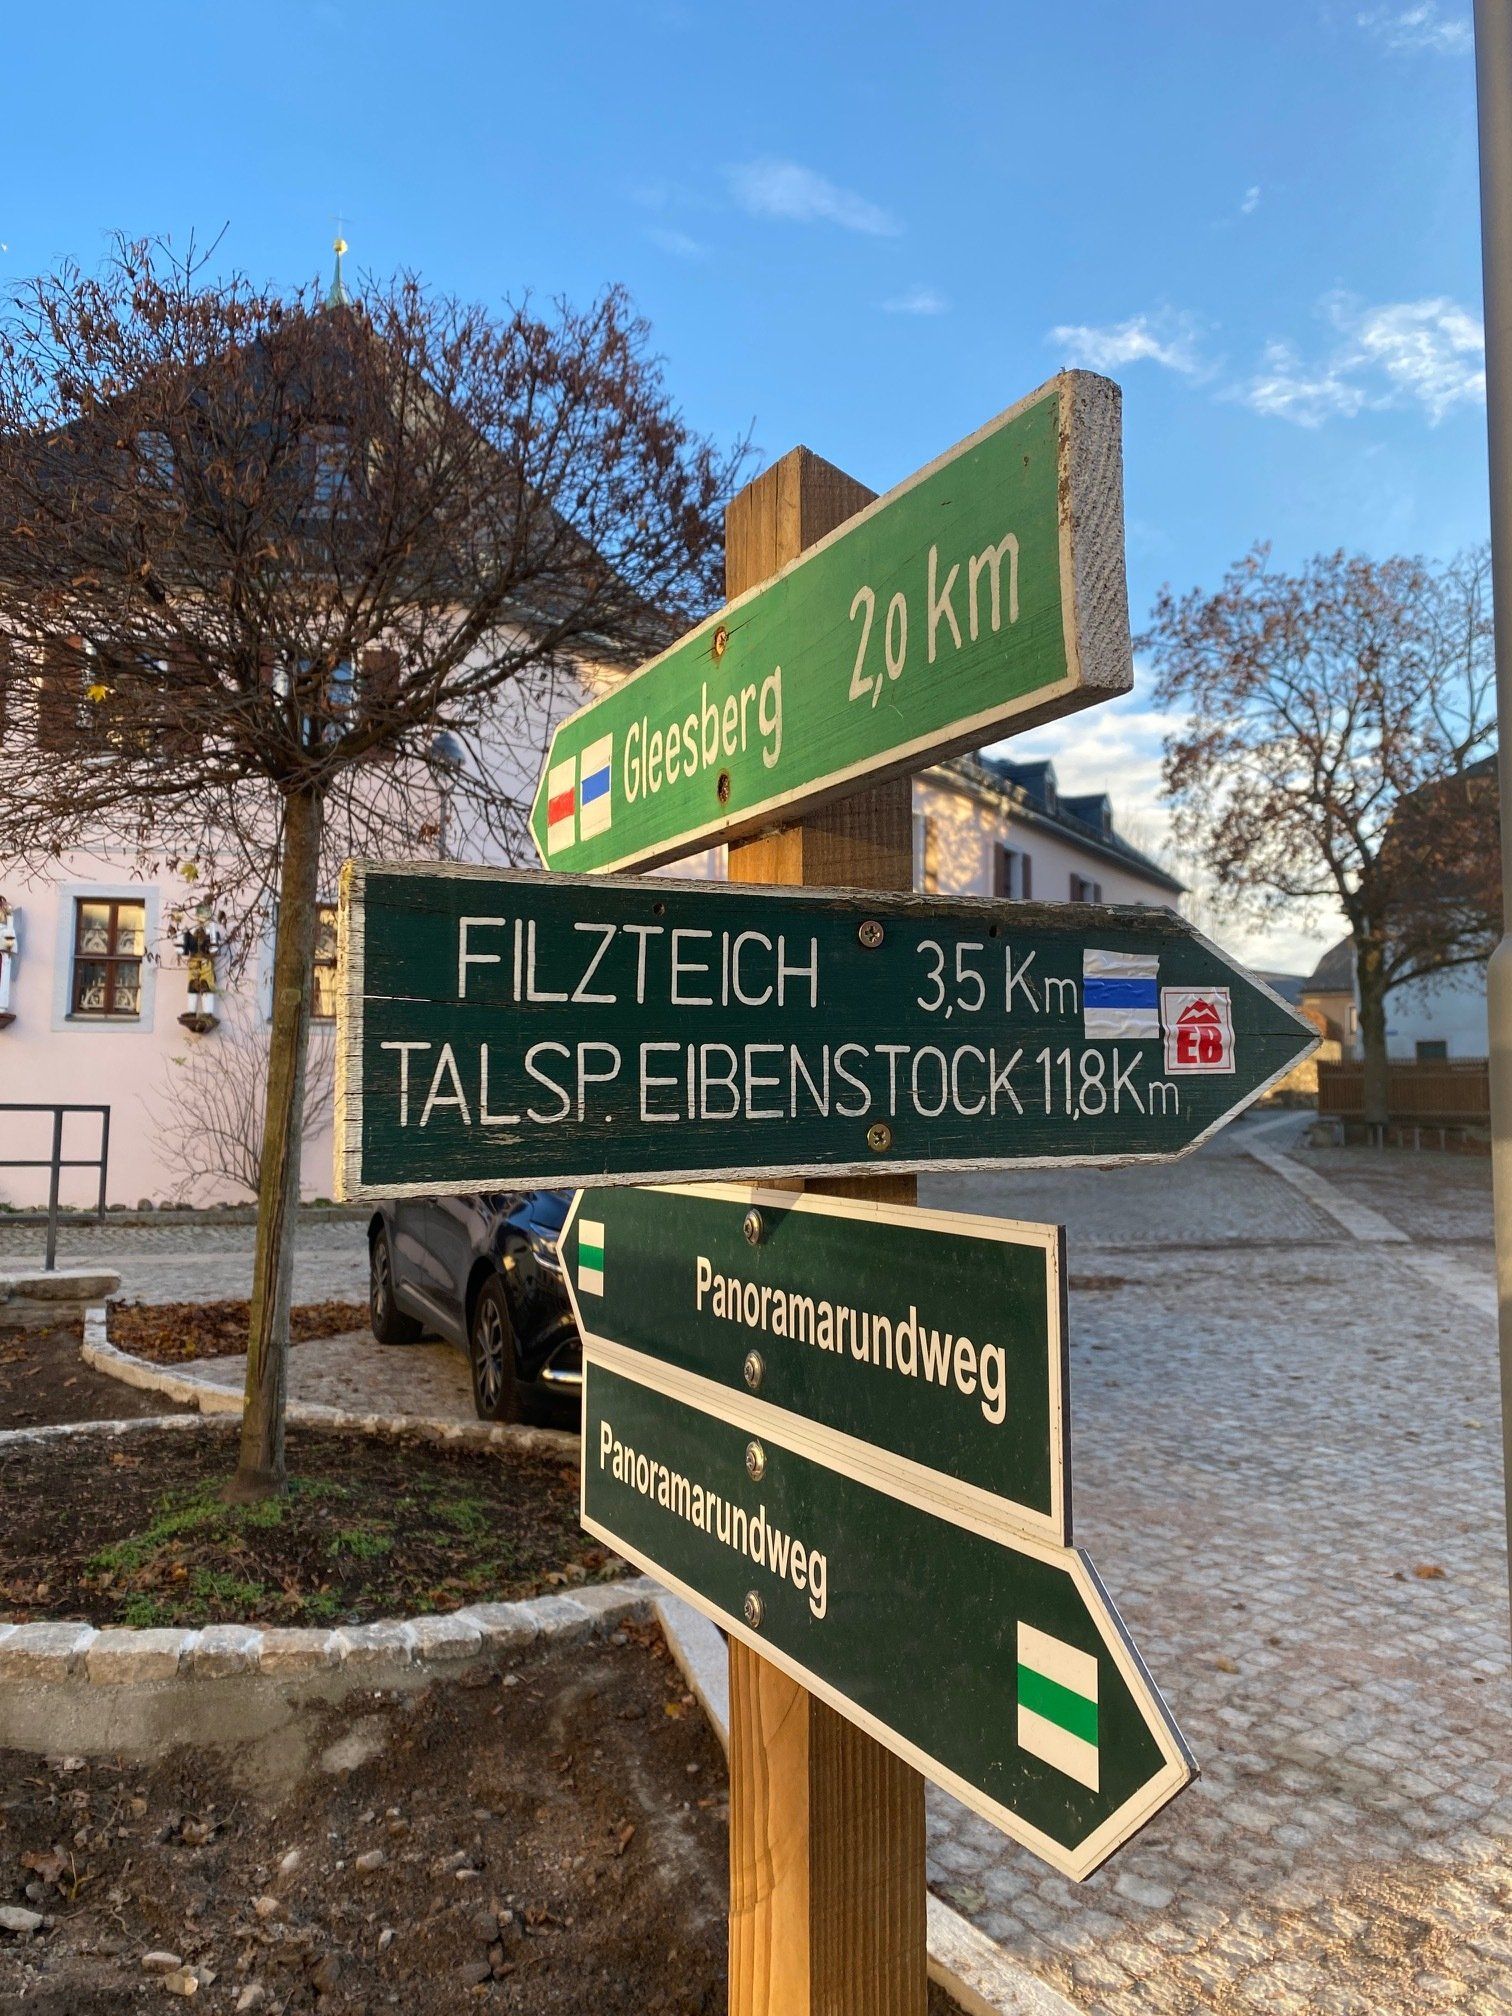 Gleesberg 2,0 km
FILZTEICH 3,5 Km
EB
TALSP. EIBENSTOCK 11,8 Km
Panoramarundweg
Panoramarundweg